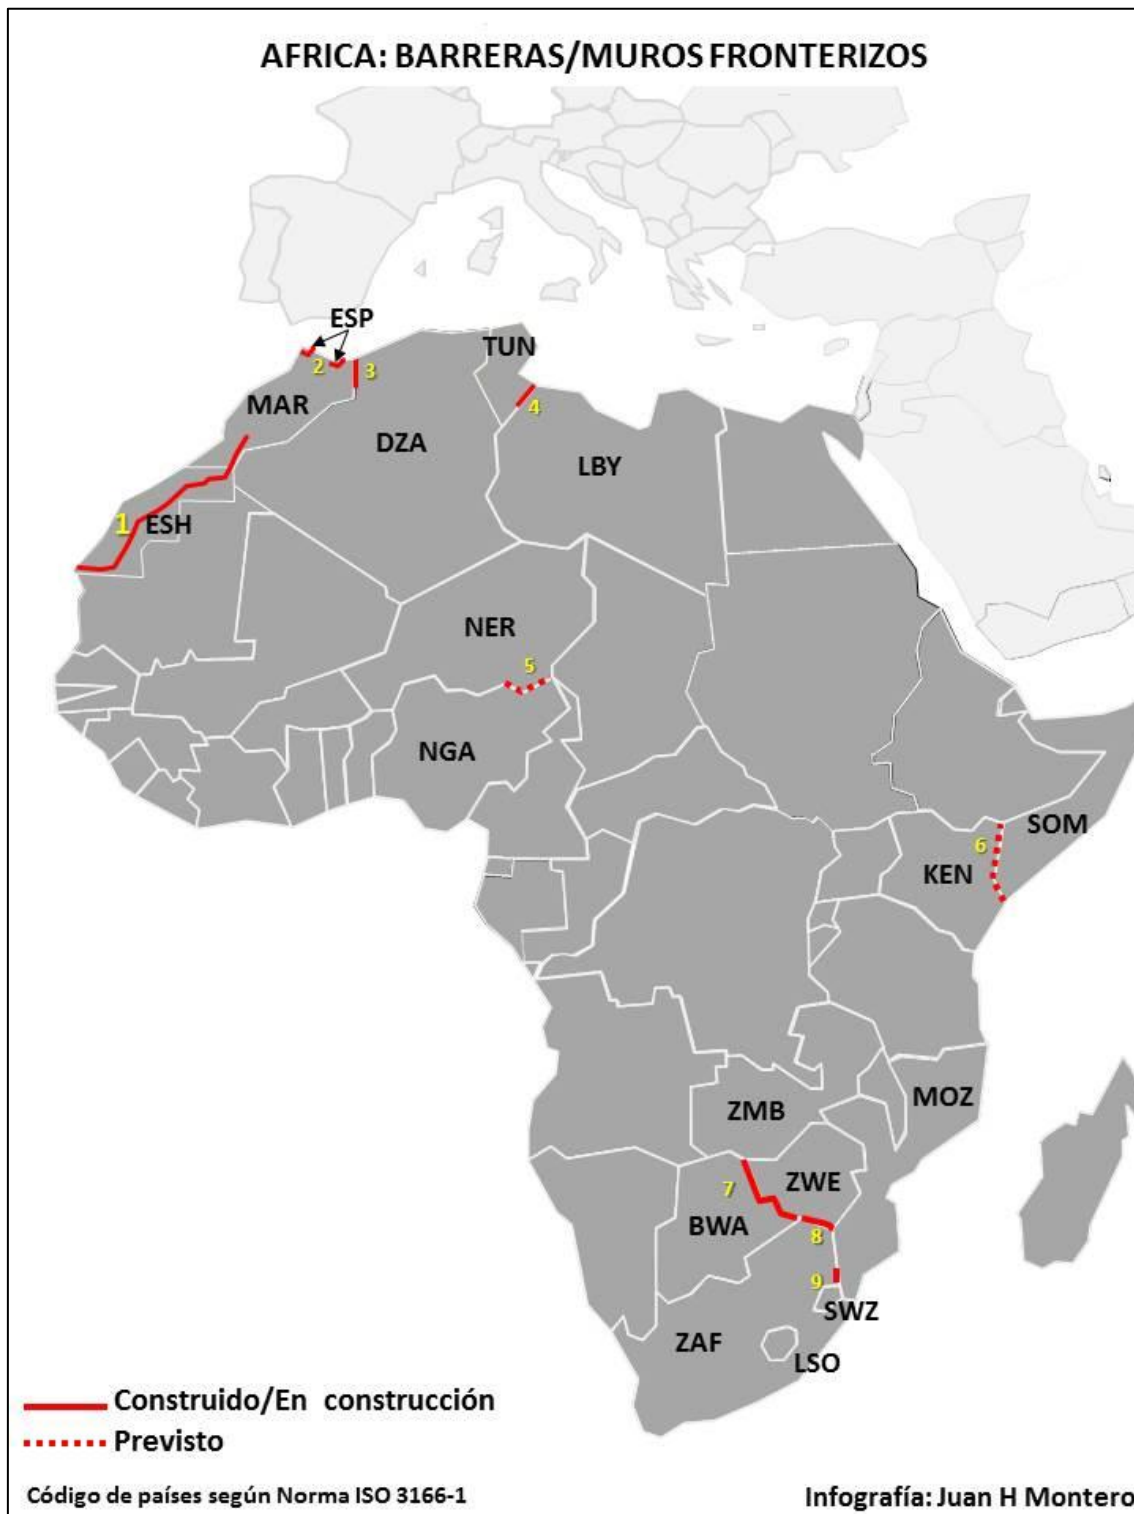 AFRICA: BARRERAS/MUROS FRONTERIZOS
ESP
TUN
2
3
MAR
4
DZA
LBY
1
ESH
NER
5
NGA
SOM
6
KEN
MOZ
ZMB
ZWE
7
BWA
8
9
SWZ
ZAF
LSO
Construido/En construcción
Previsto
Código de países según Norma ISO 3166-1
Infografía: Juan H Montero